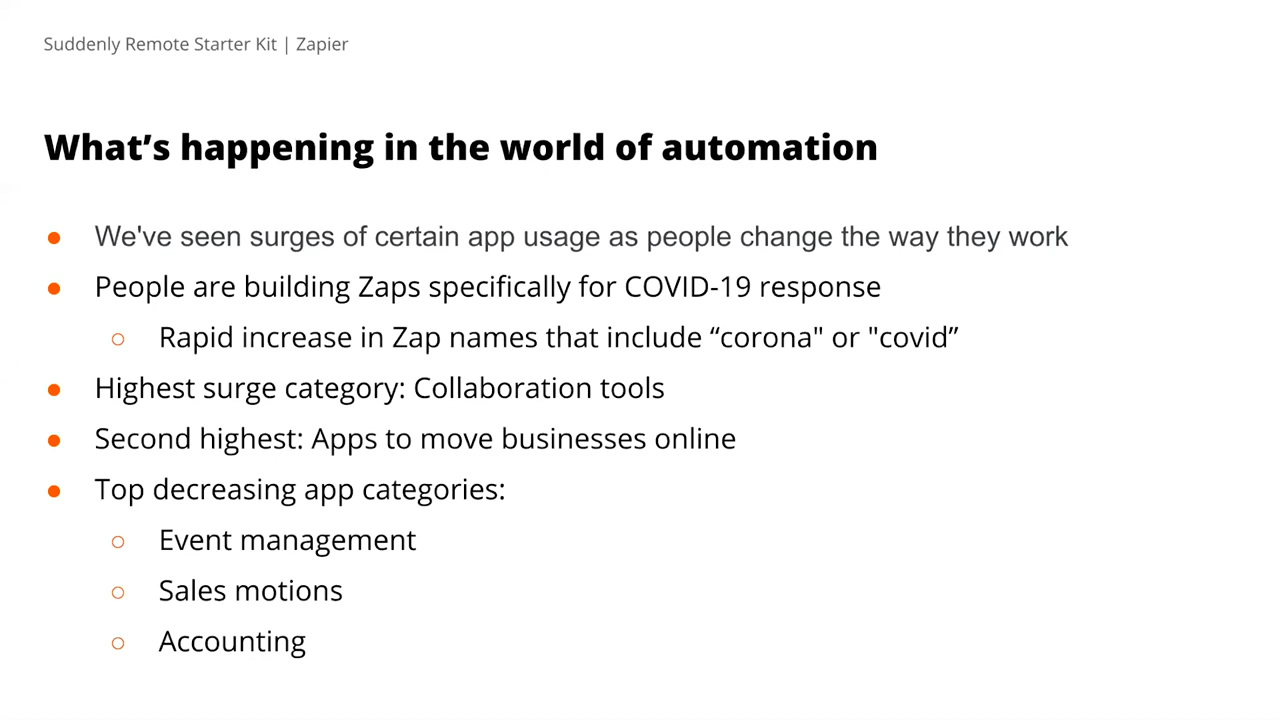 Suddenly Remote Starter Kit | Zapier
What’s happening in the world of automation
● We've seen surges of certain app usage as people change the way they work
● People are building Zaps specifically for COVID-19 response
○ Rapid increase in Zap names that include “corona" or "covid”
● Highest surge category: Collaboration tools
● Second highest: Apps to move businesses online
● Top decreasing app categories:
○ Event management
○ Sales motions
○ Accounting